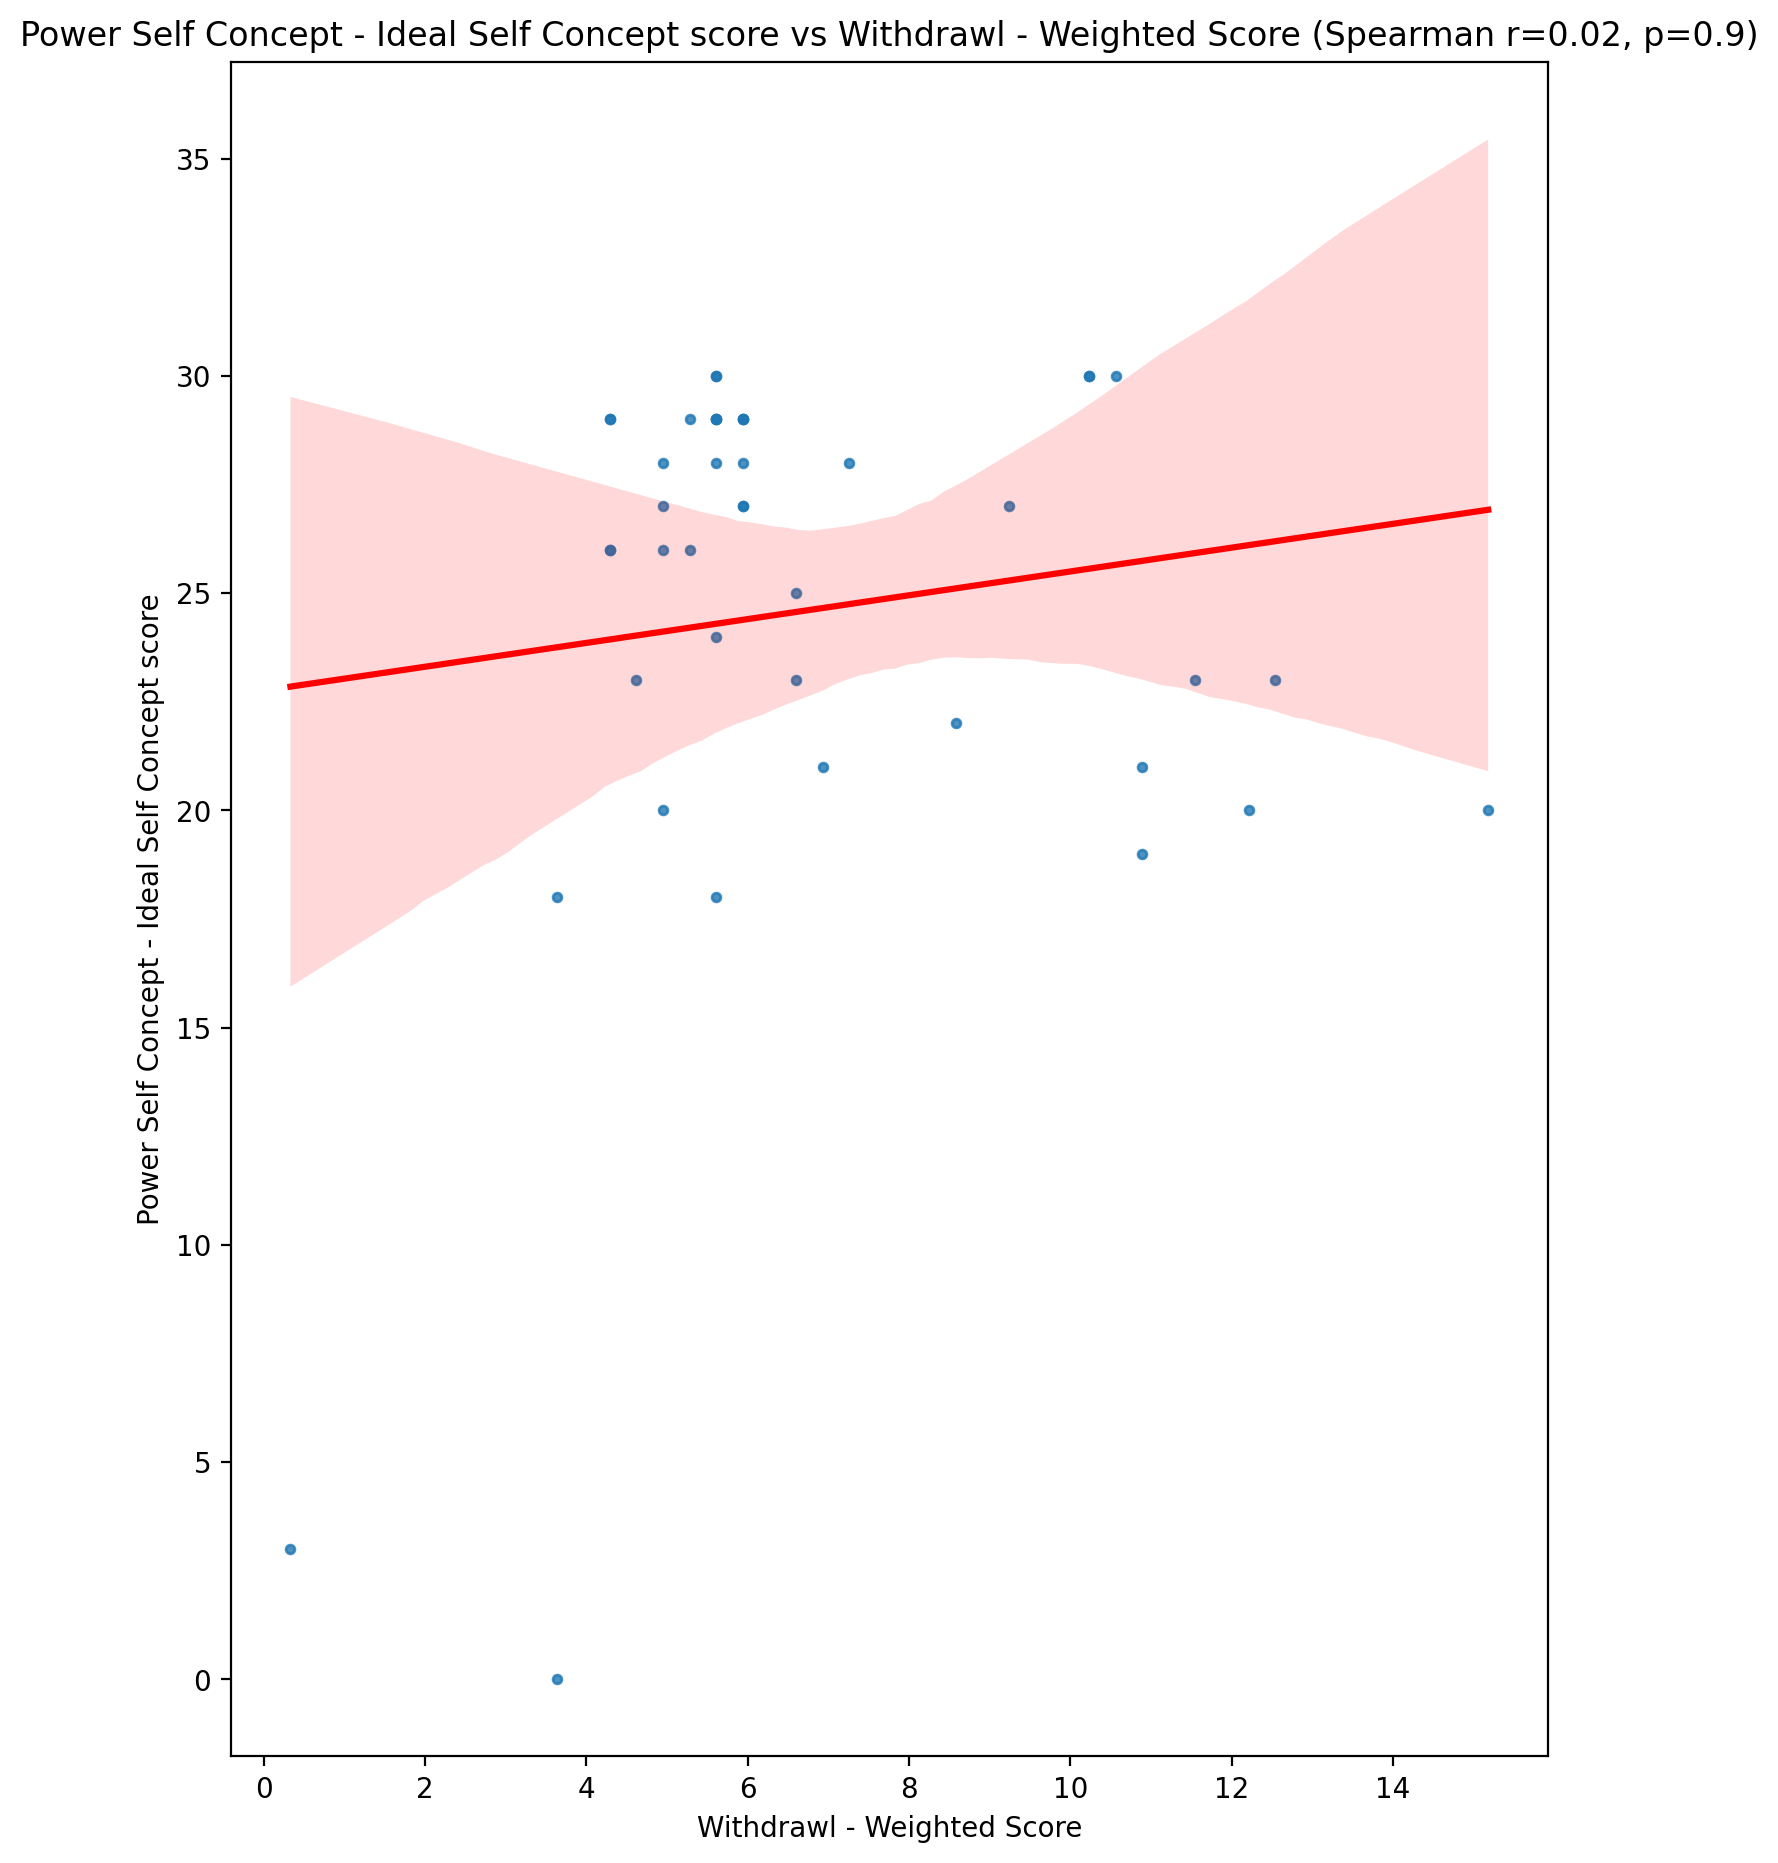 Power Self Concept - Ideal Self Concept score vs Withdrawl - Weighted Score (Spearman r=0.02, p=0.9)
Power Self Concept - Ideal Self Concept score
35
30
25
20
15
10
5
0
0 2 4 6 8 10 12 14
Withdrawl - Weighted Score